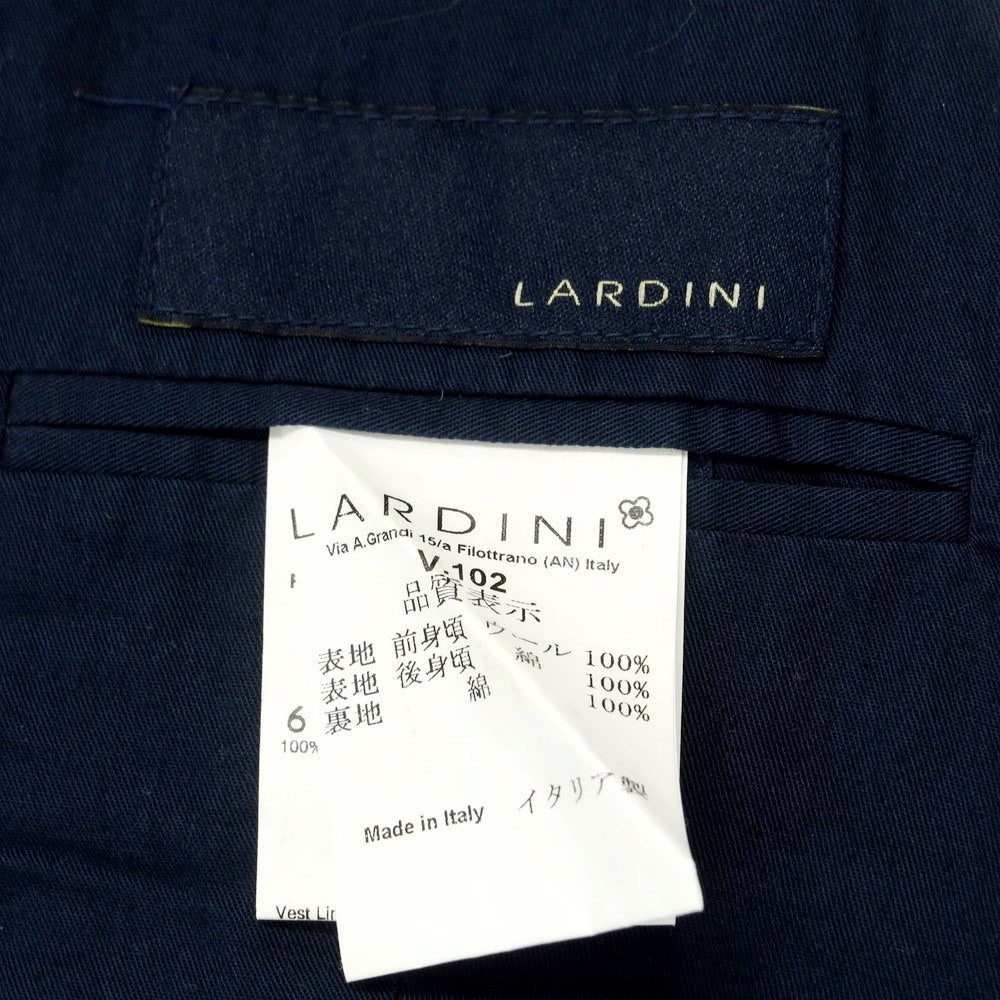 LARDINI
LARDINI
Via A.Grandi 15/a Filottrano (AN) Italy
V.102
品質表示
表地 前身頃 ウール 100%
表地 後身頃 綿 100%
裏地 綿 100%
6
100%
Made in Italy イタリア製
Vest